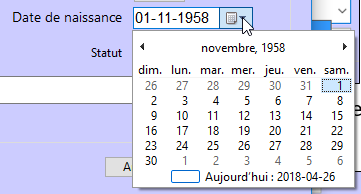 Date de naissance 01-11-1958
novembre, 1958
Statut
dim. lun. mar. mer. jeu. ven. sam.
26 27 28 29 30 31 1
2 3 4 5 6 7 8
9 10 11 12 13 14 15
16 17 18 19 20 21 22
23 24 25 26 27 28 29
30 1 2 3 4 5 6
A
Aujourd'hui : 2018-04-26